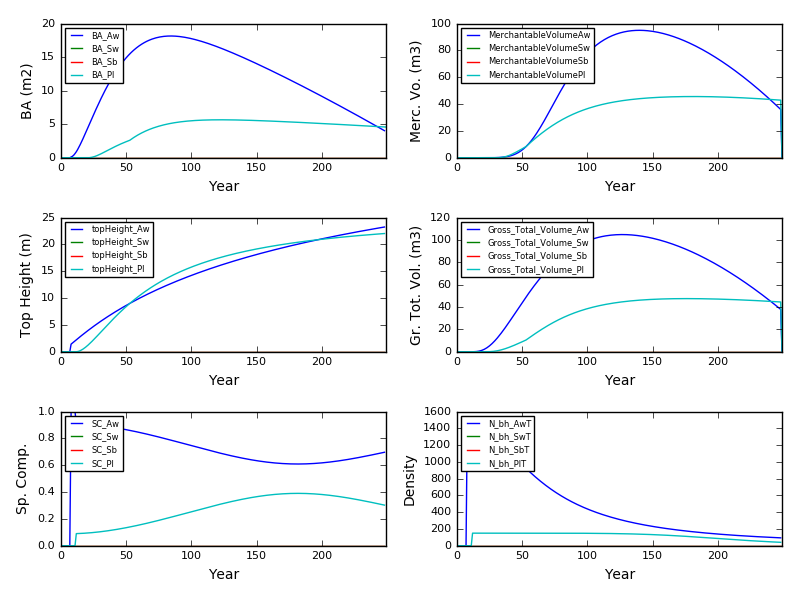 20
15
10
5
0
BA (m2)
BA_Aw
BA_Sw
BA_Sb
BA_Pl
0 50 100 150 200
Year
100
80
60
40
20
0
Merc. Vo. (m3)
MerchantableVolumeAw
MerchantableVolumeSw
MerchantableVolumeSb
MerchantableVolumePl
0 50 100 150 200
Year
25
20
15
10
5
0
Top Height (m)
topHeight_Aw
topHeight_Sw
topHeight_Sb
topHeight_Pl
0 50 100 150 200
Year
120
100
80
60
40
20
0
Gr. Tot. Vol. (m3)
Gross_Total_Volume_Aw
Gross_Total_Volume_Sw
Gross_Total_Volume_Sb
Gross_Total_Volume_Pl
0 50 100 150 200
Year
1.0
0.8
0.6
0.4
0.2
0.0
Sp. Comp.
SC_Aw
SC_Sw
SC_Sb
SC_Pl
0 50 100 150 200
Year
1600
1400
1200
1000
800
600
400
200
0
Density
N_bh_AwT
N_bh_SwT
N_bh_SbT
N_bh_PlT
0 50 100 150 200
Year